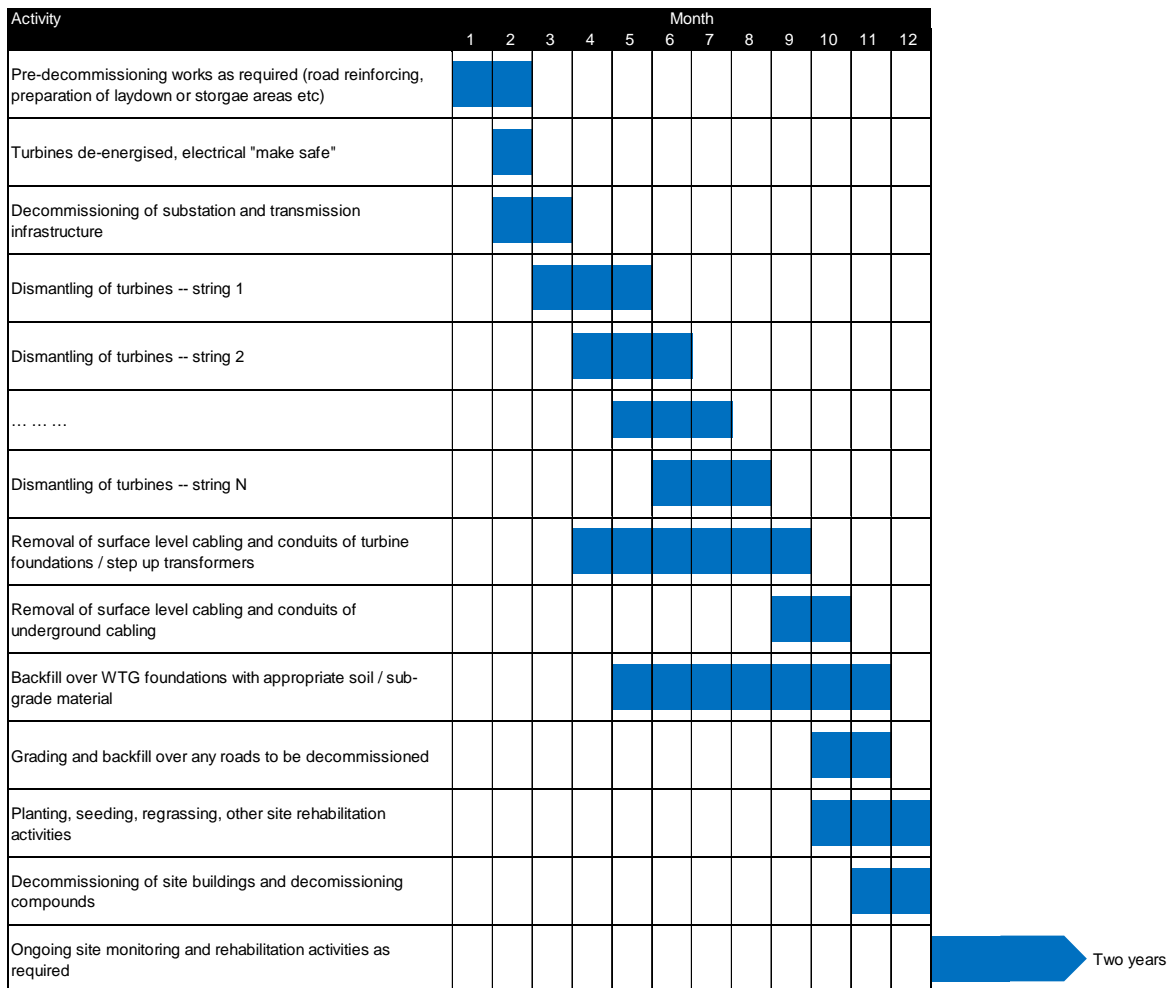 Activity Month
1 2 3 4 5 6 7 8 9 10 11 12
Pre-decommissioning works as required (road reinforcing,
preparation of laydown or storgae areas etc)
Turbines de-energised, electrical "make safe"
Decommissioning of substation and transmission
infrastructure
Dismantling of turbines -- string 1
Dismantling of turbines -- string 2
… … …
Dismantling of turbines -- string N
Removal of surface level cabling and conduits of turbine
foundations / step up transformers
Removal of surface level cabling and conduits of
underground cabling
Backfill over WTG foundations with appropriate soil / sub-
grade material
Grading and backfill over any roads to be decommissioned
Planting, seeding, regrassing, other site rehabilitation
activities
Decommissioning of site buildings and decomissioning
compounds
Ongoing site monitoring and rehabilitation activities as
required
Two years